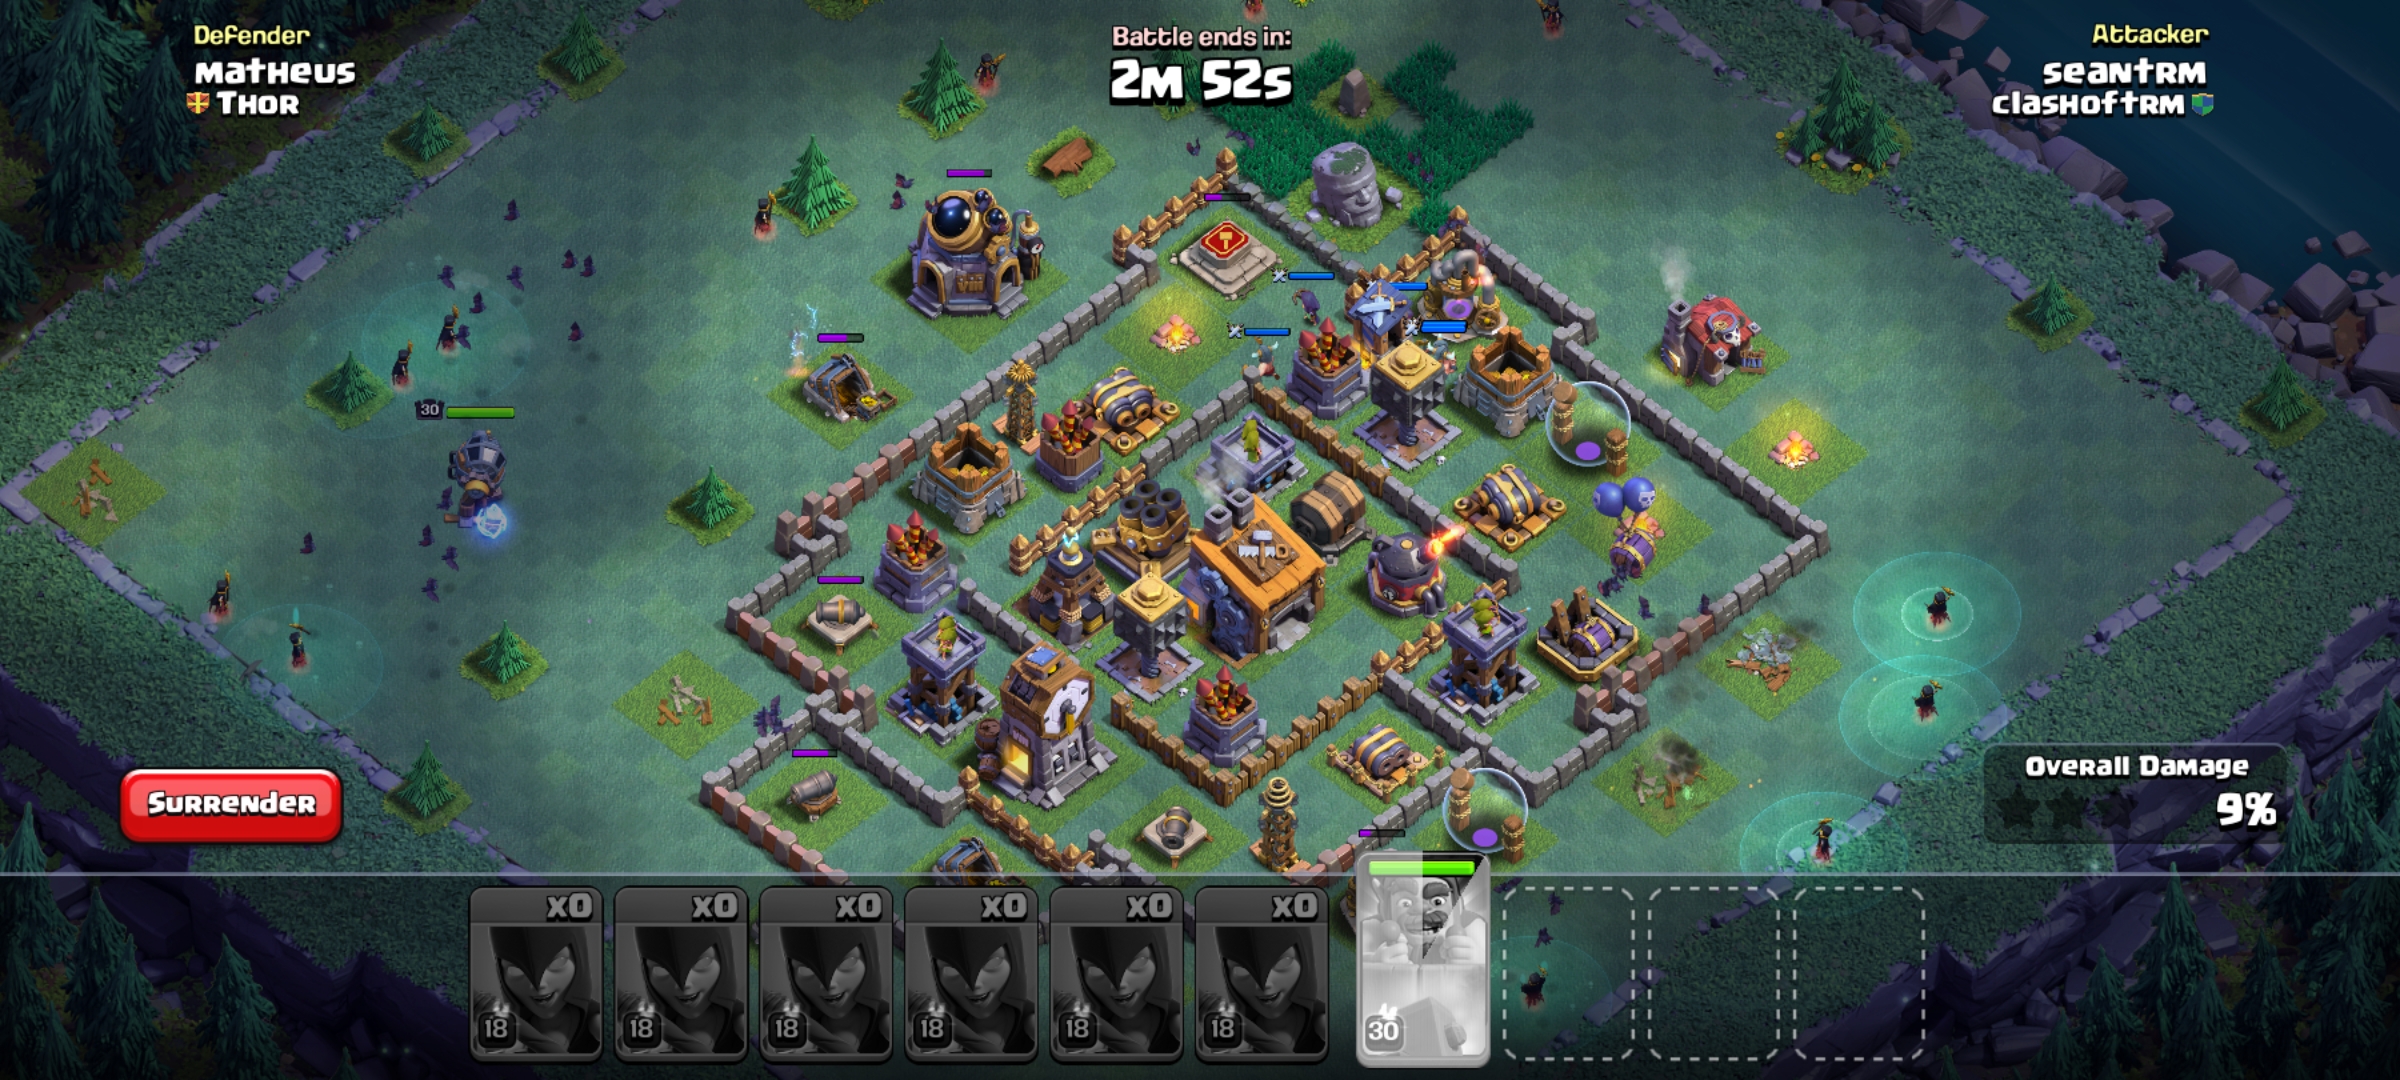 Defender
Matheus
Thor
Battle ends in:
2M 52s
Attacker
seantRM
clashoftRM
30
Surrender
Overall Damage
9%
x0
x0
x0
x0
x0
x0
18
18
18
18
18
18
30